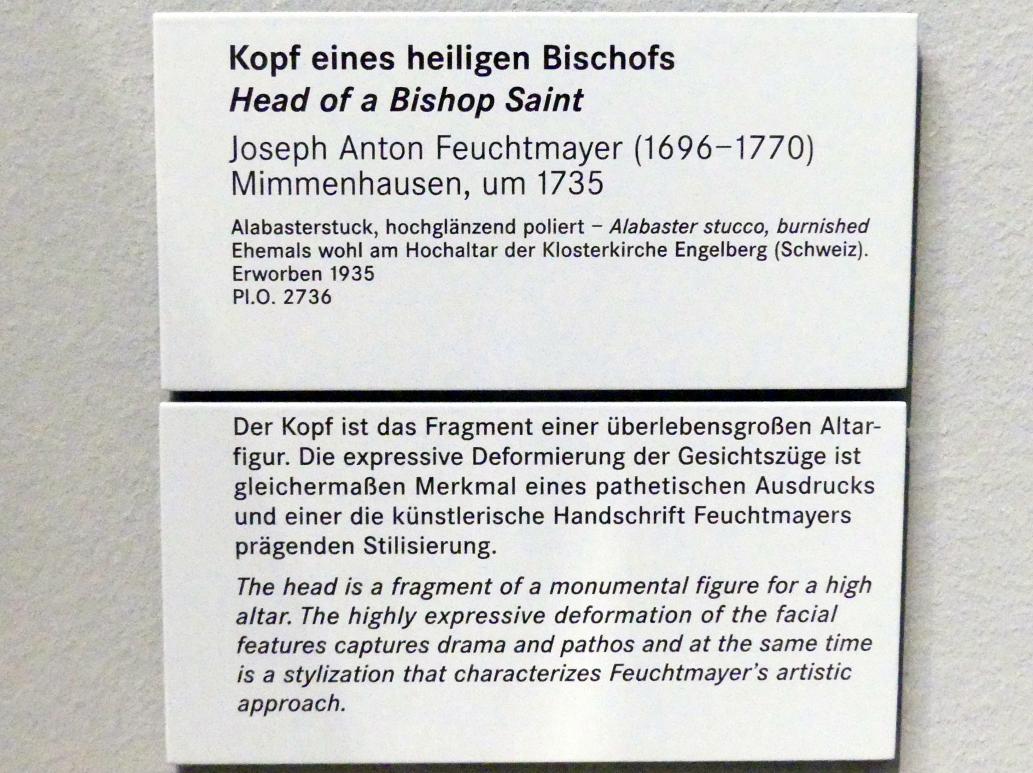 Kopf eines heiligen Bischofs
Head of a Bishop Saint
Joseph Anton Feuchtmayer (1696–1770)
Mimmenhausen, um 1735
Alabasterstuck, hochglänzend poliert – Alabaster stucco, burnished
Ehemals wohl am Hochaltar der Klosterkirche Engelberg (Schweiz).
Erworben 1935
Pl.O. 2736
Der Kopf ist das Fragment einer überlebensgroßen Altar-
figur. Die expressive Deformierung der Gesichtszüge ist
gleichermaßen Merkmal eines pathetischen Ausdrucks
und einer die künstlerische Handschrift Feuchtmayers
prägenden Stilisierung.
The head is a fragment of a monumental figure for a high
altar. The highly expressive deformation of the facial
features captures drama and pathos and at the same time
is a stylization that characterizes Feuchtmayer's artistic
approach.